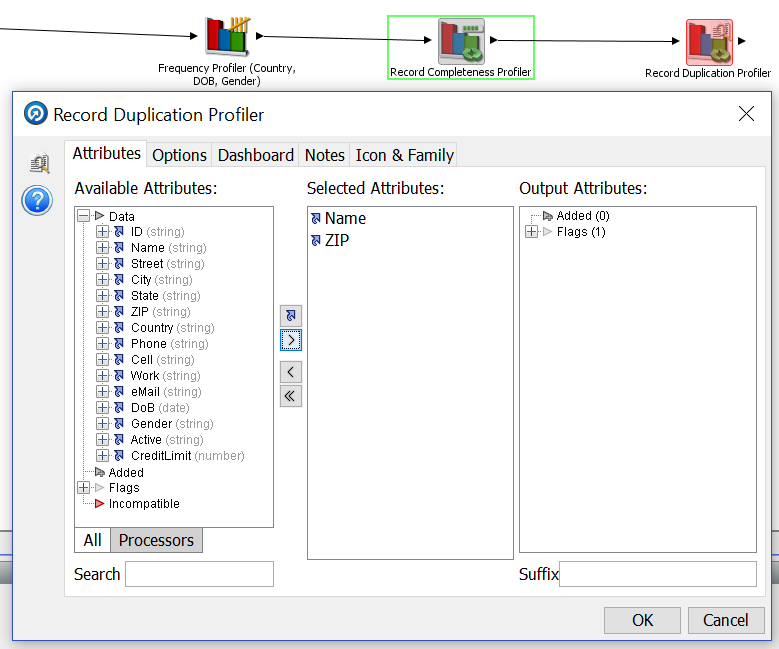 Frequency Profiler (Country,
DOB, Gender)
Record Completeness Profiler
Record Duplication Profiler
Record Duplication Profiler
Attributes
Options
Dashboard
Notes
Icon & Family
Available Attributes:
Selected Attributes:
Output Attributes:
Data
ID (string)
Name (string)
Street (string)
City (string)
State (string)
ZIP (string)
Country (string)
Phone (string)
Cell (string)
Work (string)
eMail (string)
DoB (date)
Gender (string)
Active (string)
CreditLimit (number)
Added
Flags
Incompatible
Name
ZIP
Added (0)
Flags (1)
All
Processors
Search
Suffix
OK
Cancel